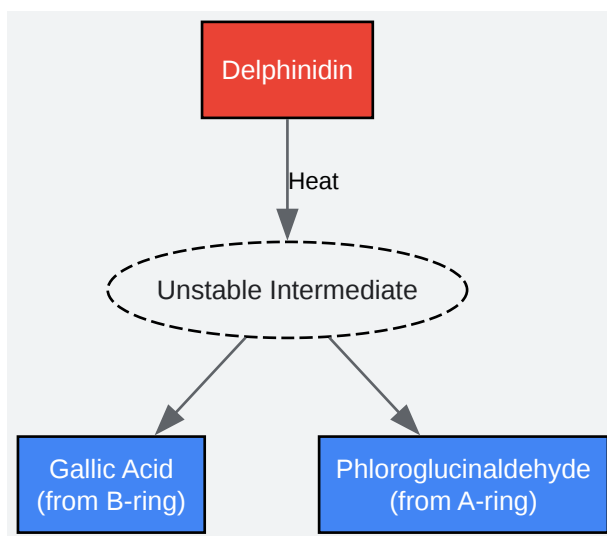 Delphinidin
Heat
Unstable Intermediate
Gallic Acid
(from B-ring)
Phloroglucinaldehyde
(from A-ring)